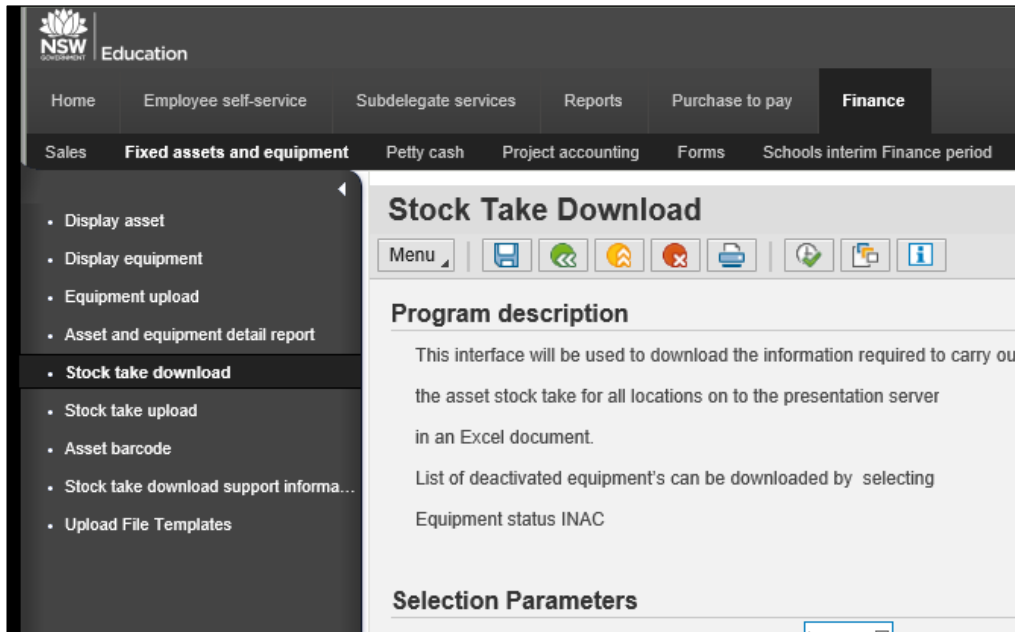 NSW
GOVERNMENT
Education
Home Employee self-service Subdelegate services Reports Purchase to pay Finance
Sales Fixed assets and equipment Petty cash Project accounting Forms Schools interim Finance period
Display asset
Display equipment
Equipment upload
Asset and equipment detail report
Stock take download
Stock take upload
Asset barcode
Stock take download support informa...
Upload File Templates
Stock Take Download
Menu
Program description
This interface will be used to download the information required to carry ou
the asset stock take for all locations on to the presentation server
in an Excel document.
List of deactivated equipment's can be downloaded by selecting
Equipment status INAC
Selection Parameters